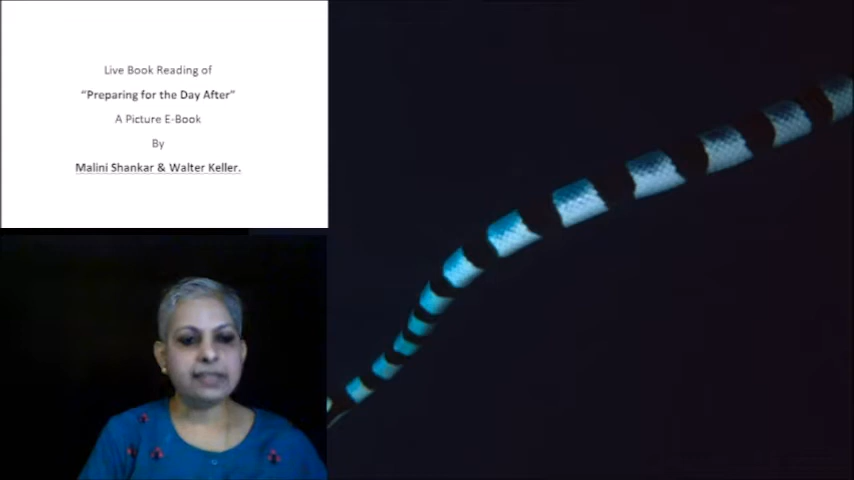 Live Book Reading of
“Preparing for the Day After”
A Picture E-Book
By
Malini Shankar & Walter Keller.